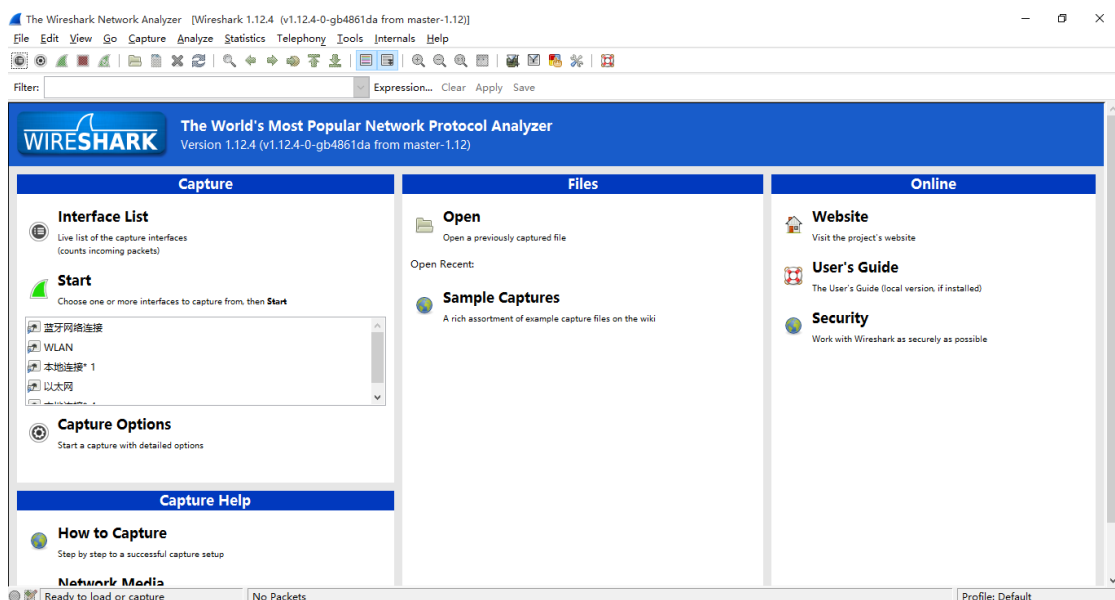 The Wireshark Network Analyzer [Wireshark 1.12.4 (v1.12.4-0-gb4861da from master-1.12)]
File Edit View Go Capture Analyze Statistics Telephony Tools Internals Help
Filter: Expression... Clear Apply Save
WIRESHARK
The World's Most Popular Network Protocol Analyzer
Version 1.12.4 (v1.12.4-0-gb4861da from master-1.12)
Capture
Interface List
Live list of the capture interfaces
(counts incoming packets)
Start
Choose one or more interfaces to capture from, then Start
蓝牙网络连接
WLAN
本地连接* 1
以太网
Capture Options
Start a capture with detailed options
Capture Help
How to Capture
Step by step to a successful capture setup
Network Media
Files
Open
Open a previously captured file
Open Recent:
Sample Captures
A rich assortment of example capture files on the wiki
Online
Website
Visit the project's website
User's Guide
The User's Guide (local version, if installed)
Security
Work with Wireshark as securely as possible
Ready to load or capture
No Packets
Profile: Default